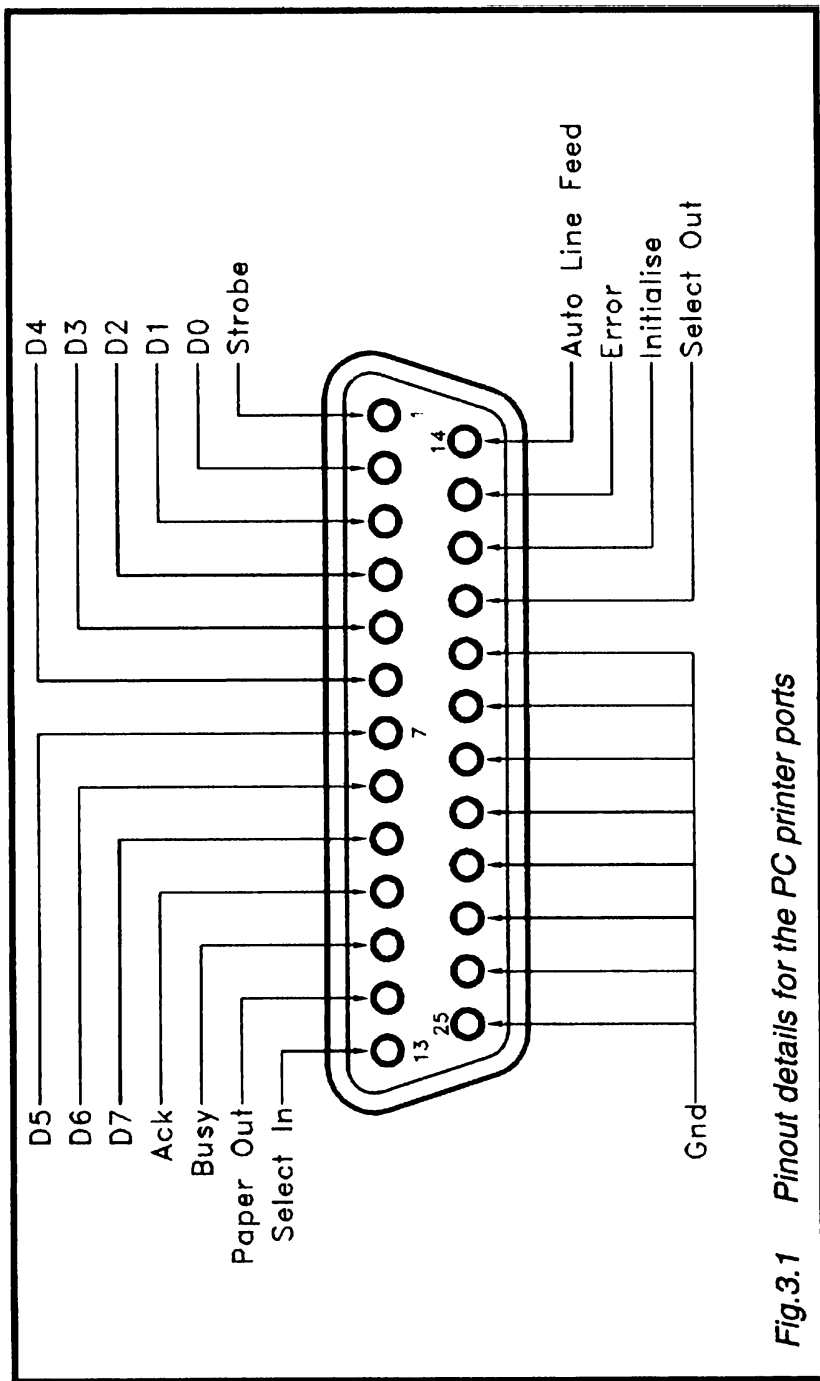 D5
D6
D7
Ack
Busy
Paper Out
Select In
D4
D3
D2
D1
D0
Strobe
13
7
1
25
14
Gnd
Auto Line Feed
Error
Initialise
Select Out
Fig.3.1 Pinout details for the PC printer ports